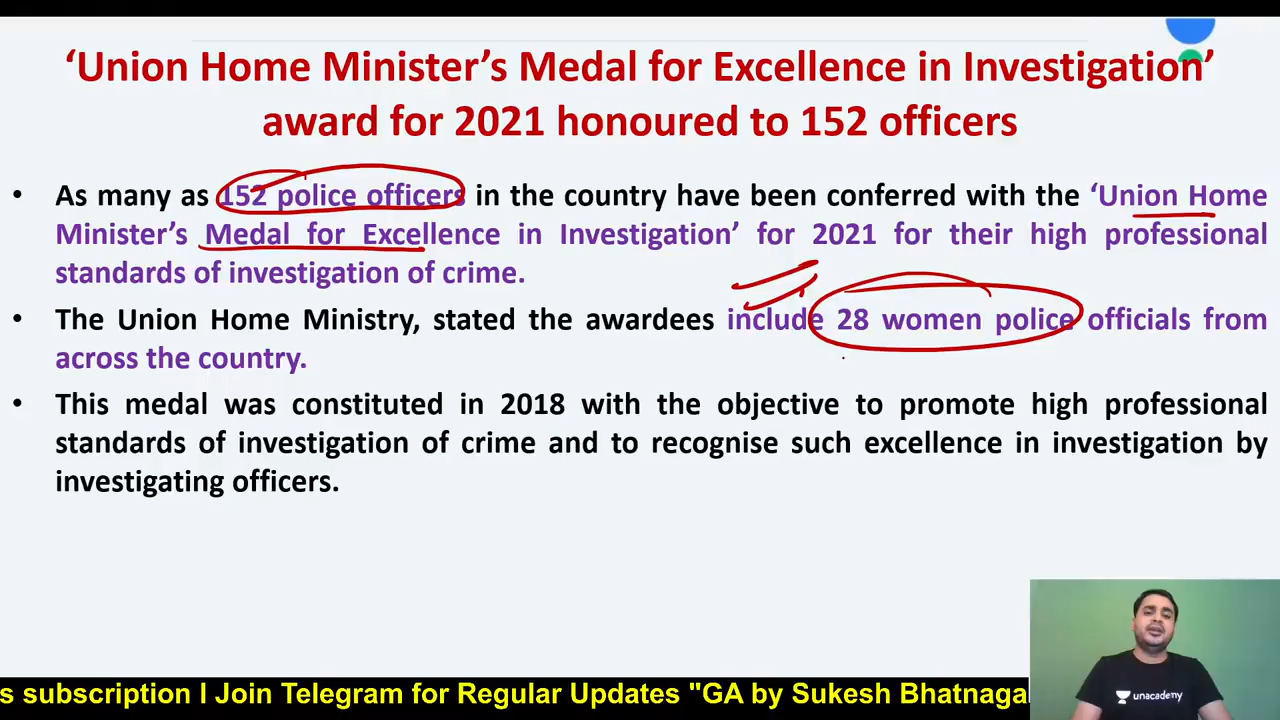 ‘Union Home Minister’s Medal for Excellence in Investigation’
award for 2021 honoured to 152 officers
• As many as 152 police officers in the country have been conferred with the ‘Union Home
Minister’s Medal for Excellence in Investigation’ for 2021 for their high professional
standards of investigation of crime.
• The Union Home Ministry, stated the awardees include 28 women police officials from
across the country.
• This medal was constituted in 2018 with the objective to promote high professional
standards of investigation of crime and to recognise such excellence in investigation by
investigating officers.
unacademy
s subscription I Join Telegram for Regular Updates "GA by Sukesh Bhatnaga